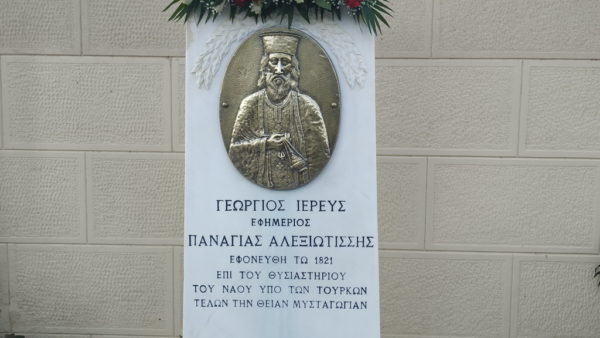 ΓΕΩΡΓΙΟΣ ΙΕΡΕΥΣ
ΕΦΗΜΕΡΙΟΣ
ΠΑΝΑΓΙΑΣ ΑΛΕΞΙΩΤΙΣΣΗΣ
ΕΦΟΝΕΥΘΗ ΤΩ 1821
ΕΠΙ ΤΟΥ ΘΥΣΙΑΣΤΗΡΙΟΥ
ΤΟΥ ΝΑΟΥ ΥΠΟ ΤΩΝ ΤΟΥΡΚΩΝ
ΤΕΛΩΝ ΤΗΝ ΘΕΙΑΝ ΜΥΣΤΑΓΩΓΙΑΝ